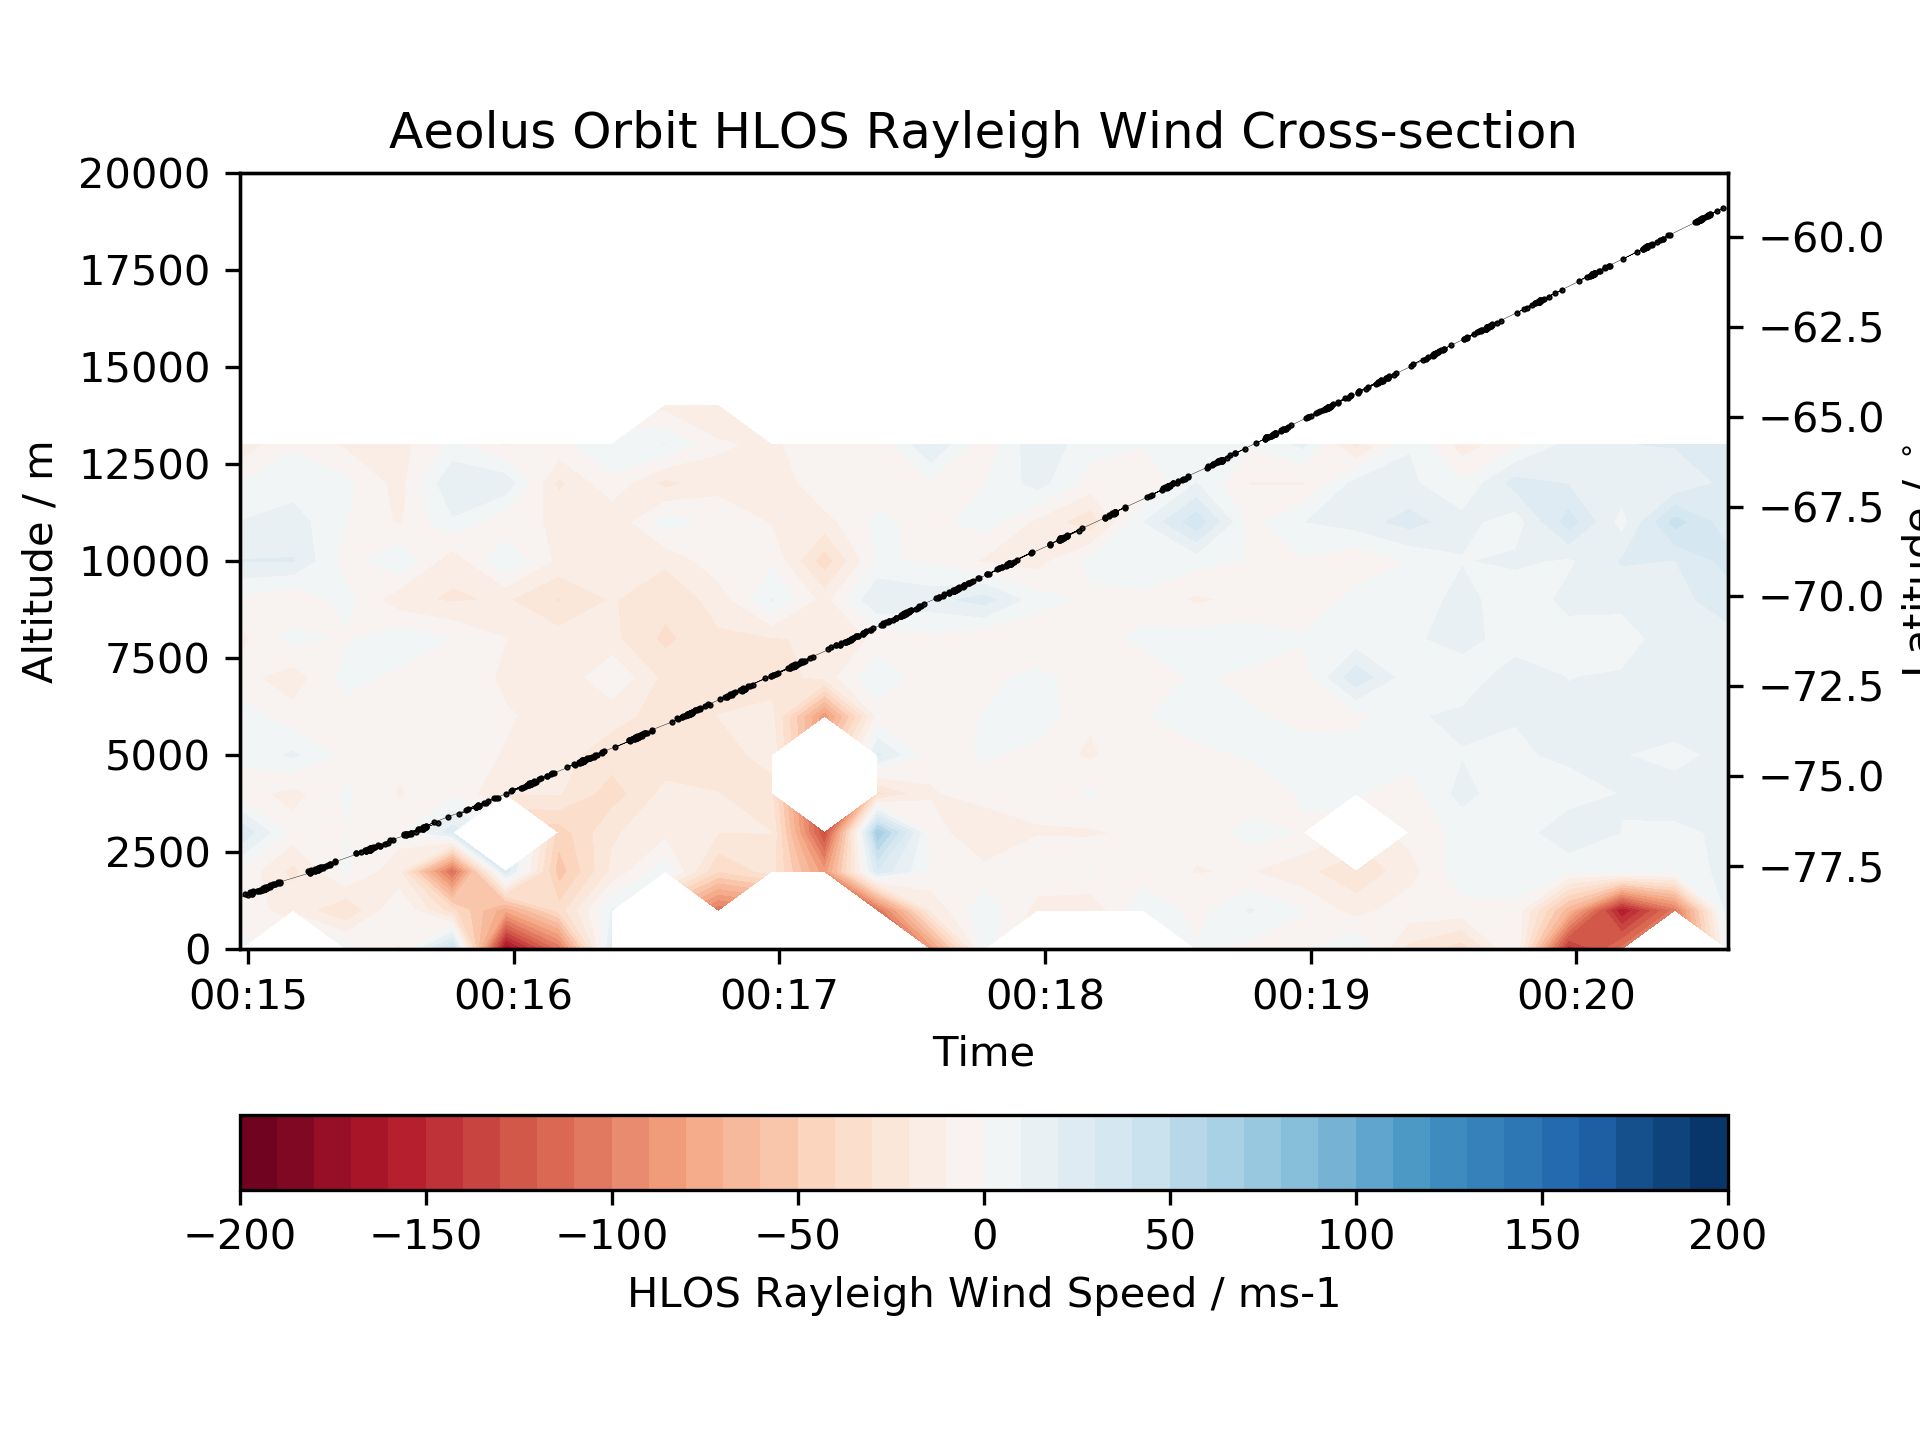 Aeolus Orbit HLOS Rayleigh Wind Cross-section
20000
17500
15000
12500
10000
7500
5000
2500
0
Altitude / m
−60.0
−62.5
−65.0
−67.5
−70.0
−72.5
−75.0
−77.5
Latitude / °
00:15 00:16 00:17 00:18 00:19 00:20
Time
−200 −150 −100 −50 0 50 100 150 200
HLOS Rayleigh Wind Speed / ms-1